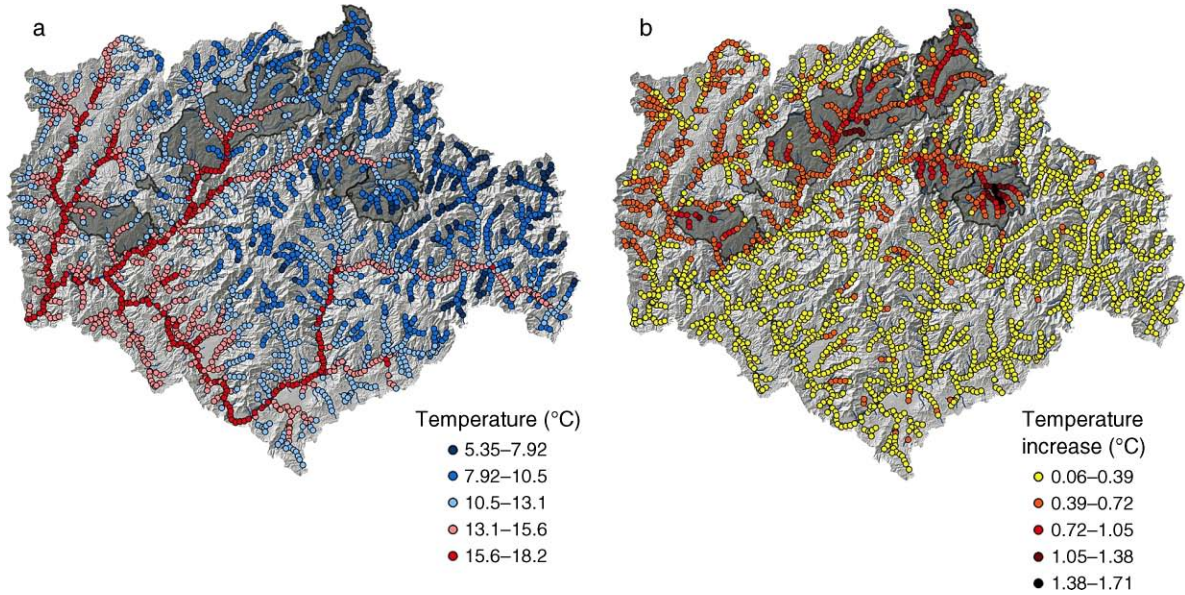 a
b
Temperature (°C)
5.35–7.92
7.92–10.5
10.5–13.1
13.1–15.6
15.6–18.2
Temperature
increase (°C)
0.06–0.39
0.39–0.72
0.72–1.05
1.05–1.38
1.38–1.71